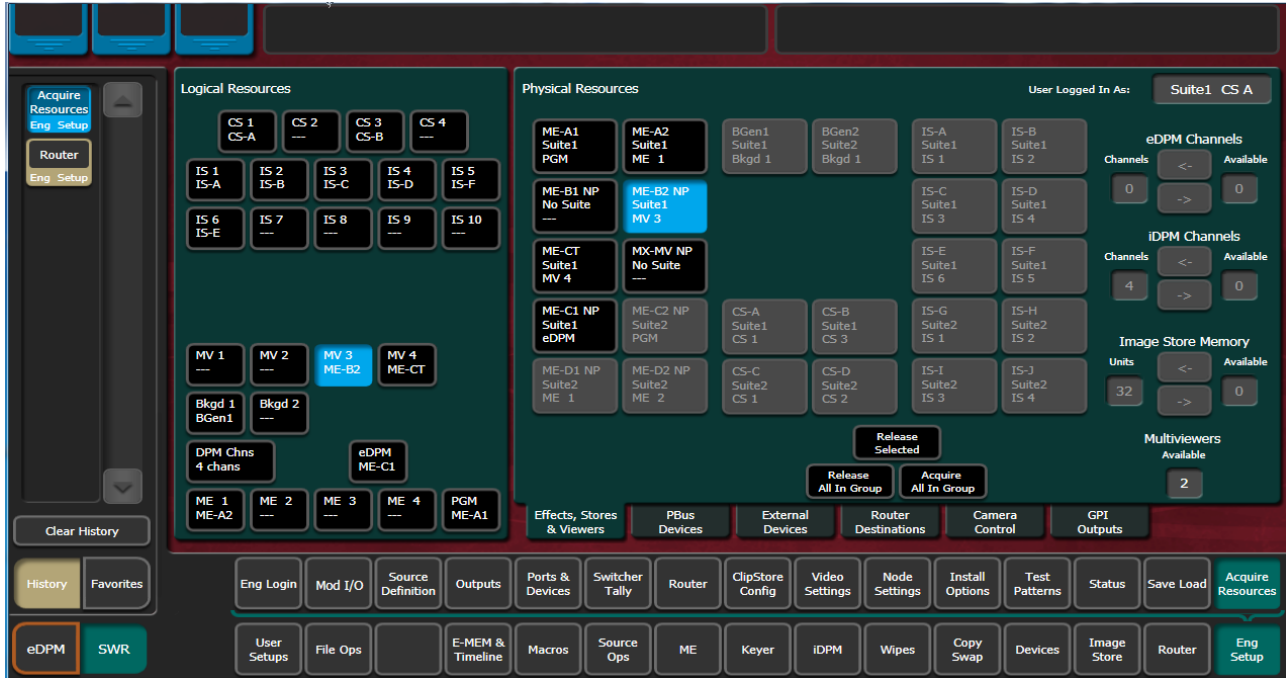 Acquire
Resources
Eng Setup
Router
Eng Setup
Clear History
History
Favorites
eDPM
SWR
Logical Resources
CS 1
CS-A
CS 2
---
CS 3
CS-B
CS 4
---
IS 1
IS-A
IS 2
IS-B
IS 3
IS-C
IS 4
IS-D
IS 5
IS-F
IS 6
IS-E
IS 7
---
IS 8
---
IS 9
---
IS 10
---
MV 1
---
MV 2
---
MV 3
ME-B2
MV 4
ME-CT
Bkgd 1
BGen1
Bkgd 2
---
DPM Chns
4 chans
eDPM
ME-C1
ME 1
ME-A2
ME 2
---
ME 3
---
ME 4
---
PGM
ME-A1
Physical Resources
User Logged In As:
Suite1 CS A
ME-A1
Suite1
PGM
ME-A2
Suite1
ME 1
BGen1
Suite1
Bkgd 1
BGen2
Suite2
Bkgd 1
IS-A
Suite1
IS 1
IS-B
Suite1
IS 2
ME-B1 NP
No Suite
---
ME-B2 NP
Suite1
MV 3
IS-C
Suite1
IS 3
IS-D
Suite1
IS 4
ME-CT
Suite1
MV 4
MX-MV NP
No Suite
---
IS-E
Suite1
IS 6
IS-F
Suite1
IS 5
ME-C1 NP
Suite1
eDPM
ME-C2 NP
Suite2
PGM
CS-A
Suite1
CS 1
CS-B
Suite1
CS 3
IS-G
Suite2
IS 1
IS-H
Suite2
IS 2
ME-D1 NP
Suite2
ME 1
ME-D2 NP
Suite2
ME 2
CS-C
Suite2
CS 1
CS-D
Suite2
CS 2
IS-I
Suite2
IS 3
IS-J
Suite2
IS 4
eDPM Channels
Channels
Available
0
<-
->
0
iDPM Channels
Channels
Available
4
<-
->
0
Image Store Memory
Units
Available
32
<-
->
0
Multiviewers
Available
2
Release
Selected
Release
All In Group
Acquire
All In Group
Effects, Stores
& Viewers
PBus
Devices
External
Devices
Router
Destinations
Camera
Control
GPI
Outputs
Eng Login
Mod I/O
Source
Definition
Outputs
Ports &
Devices
Switcher
Tally
Router
ClipStore
Config
Video
Settings
Node
Settings
Install
Options
Test
Patterns
Status
Save Load
Acquire
Resources
User
Setups
File Ops
E-MEM &
Timeline
Macros
Source
Ops
ME
Keyer
iDPM
Wipes
Copy
Swap
Devices
Image
Store
Router
Eng
Setup